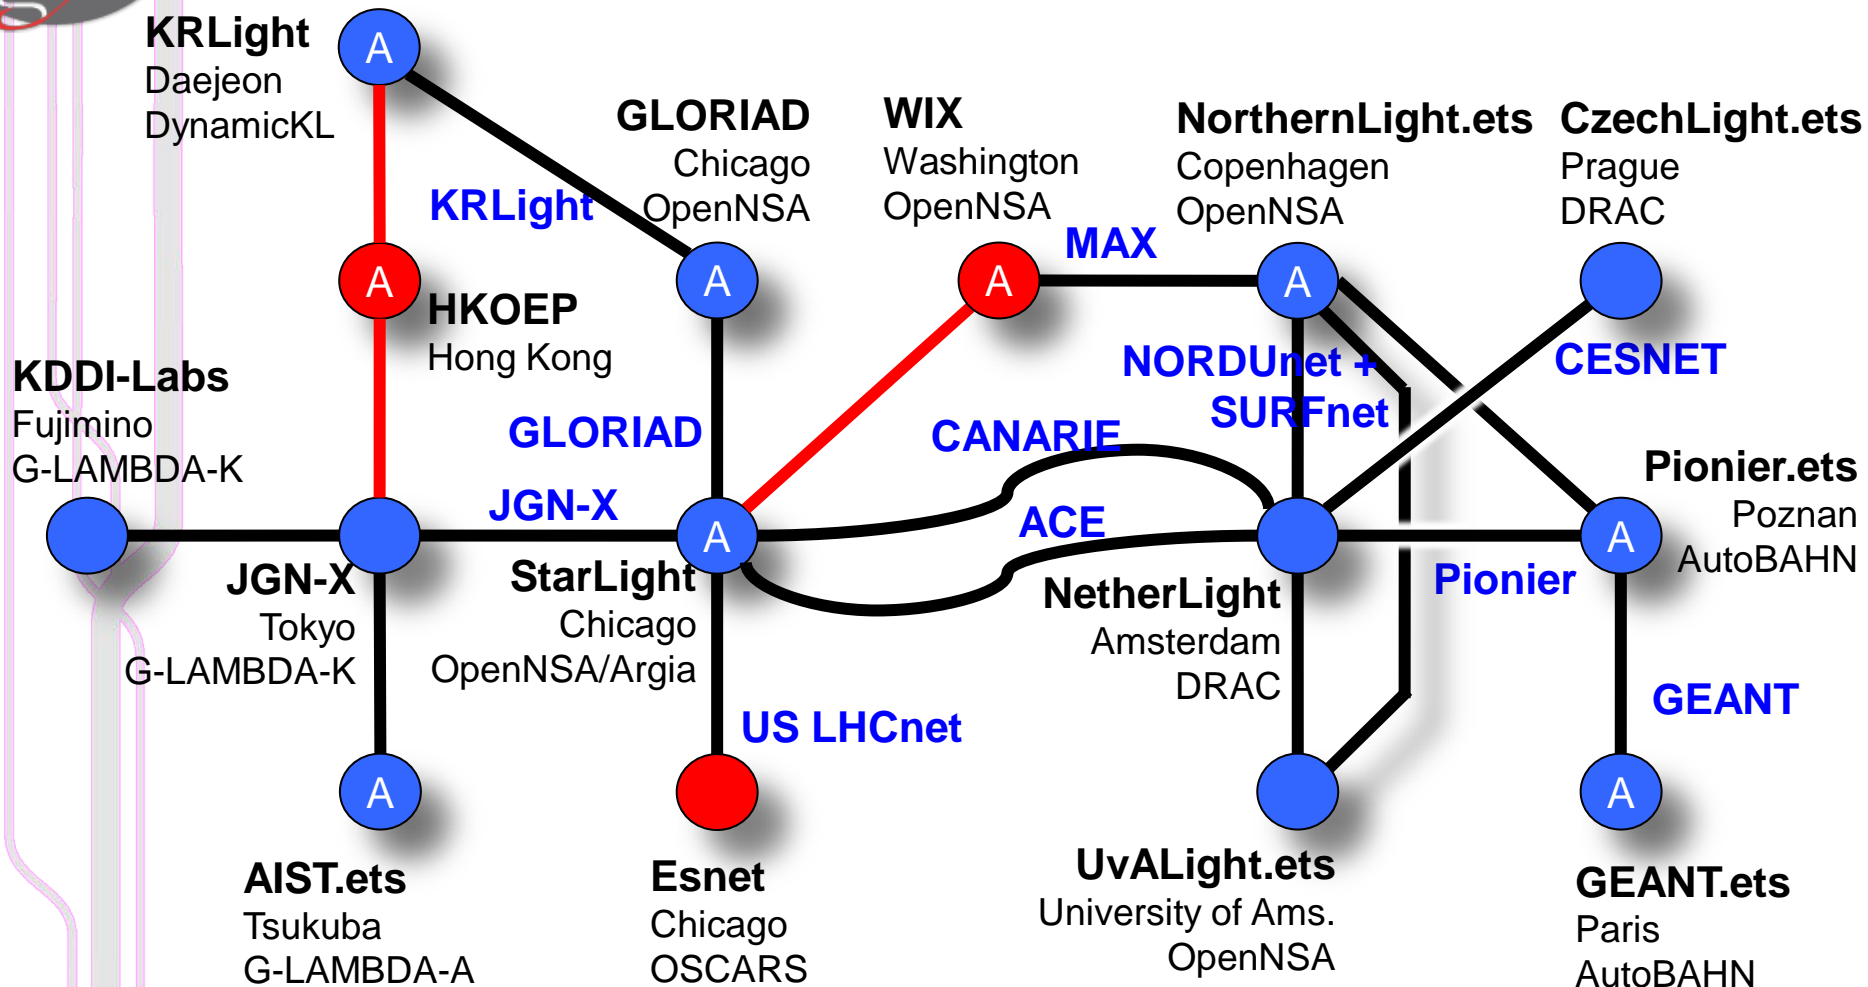 KRLight
Daejeon
DynamicKL
A
GLORIAD
Chicago
OpenNSA
WIX
Washington
OpenNSA
NorthernLight.ets
Copenhagen
OpenNSA
CzechLight.ets
Prague
DRAC
KRLight
MAX
A
A
A
A
HKOEP
Hong Kong
NORDUnet +
SURFnet
CESNET
KDDI-Labs
Fujimino
G-LAMBDA-K
GLORIAD
CANARIE
JGN-X
ACE
Pionier.ets
Poznan
AutoBAHN
A
A
JGN-X
Tokyo
G-LAMBDA-K
StarLight
Chicago
OpenNSA/Argia
NetherLight
Amsterdam
DRAC
Pionier
US LHCnet
GEANT
A
A
AIST.ets
Tsukuba
G-LAMBDA-A
Esnet
Chicago
OSCARS
UvALight.ets
University of Ams.
OpenNSA
GEANT.ets
Paris
AutoBAHN